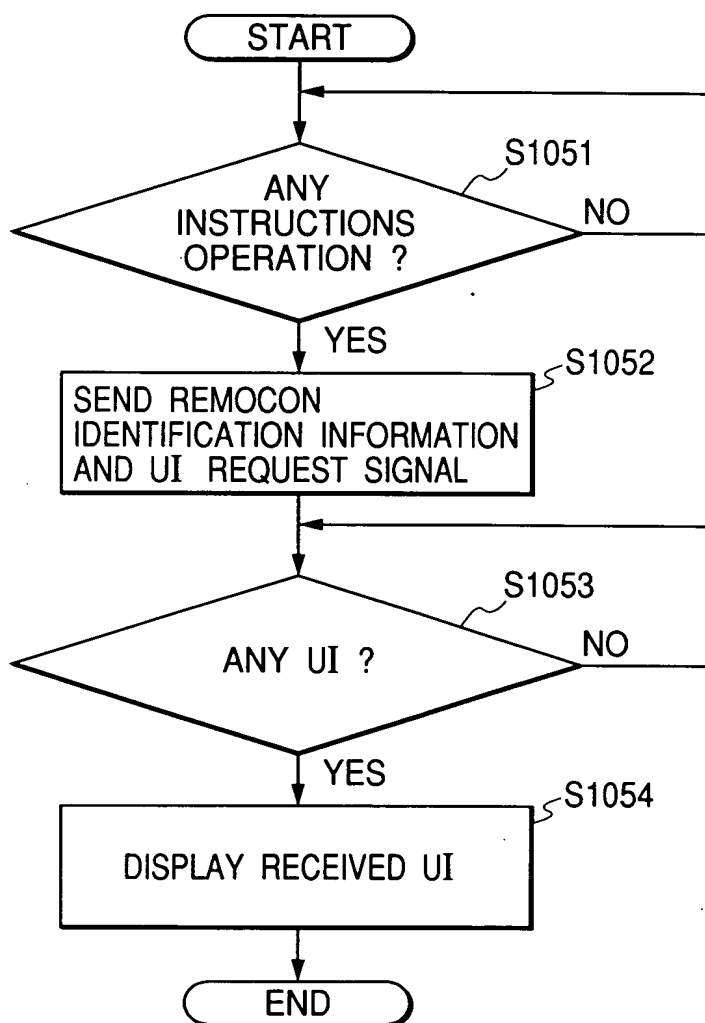 START
S1051
ANY
INSTRUCTIONS
OPERATION ?
NO
YES
S1052
SEND REMOCON
IDENTIFICATION INFORMATION
AND UI REQUEST SIGNAL
S1053
ANY UI ?
NO
YES
S1054
DISPLAY RECEIVED UI
END